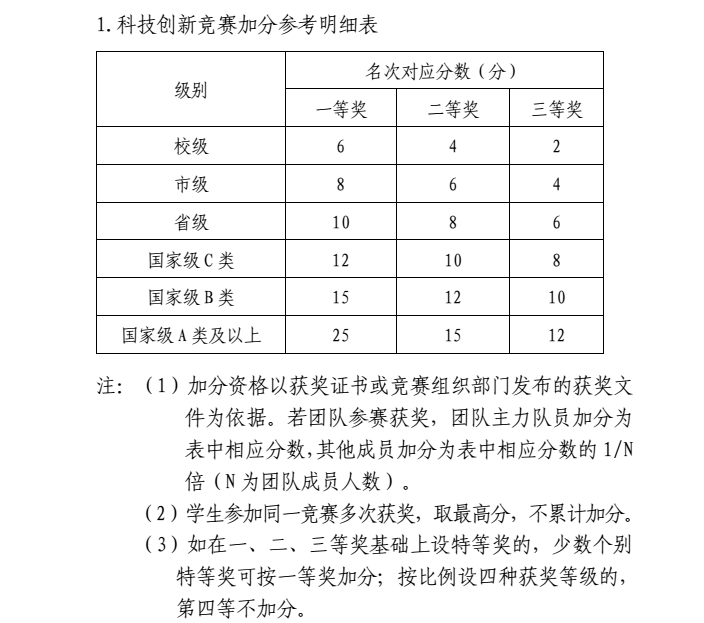 1.科技创新竞赛加分参考明细表
级别 名次对应分数（分）
一等奖 二等奖 三等奖
校级 6 4 2
市级 8 6 4
省级 10 8 6
国家级 C 类 12 10 8
国家级 B 类 15 12 10
国家级 A 类及以上 25 15 12
注：（1）加分资格以获奖证书或竞赛组织部门发布的获奖文
件为依据。若团队参赛获奖，团队主力队员加分为
表中相应分数,其他成员加分为表中相应分数的 1/N
倍（N 为团队成员人数）。
（2）学生参加同一竞赛多次获奖，取最高分，不累计加分。
（3）如在一、二、三等奖基础上设特等奖的，少数个别
特等奖可按一等奖加分；按比例设四种获奖等级的，
第四等不加分。